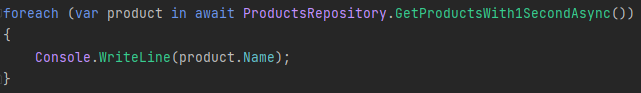 foreach (var product in await ProductsRepository.GetProductsWith1SecondAsync())
{
    Console.WriteLine(product.Name);
}